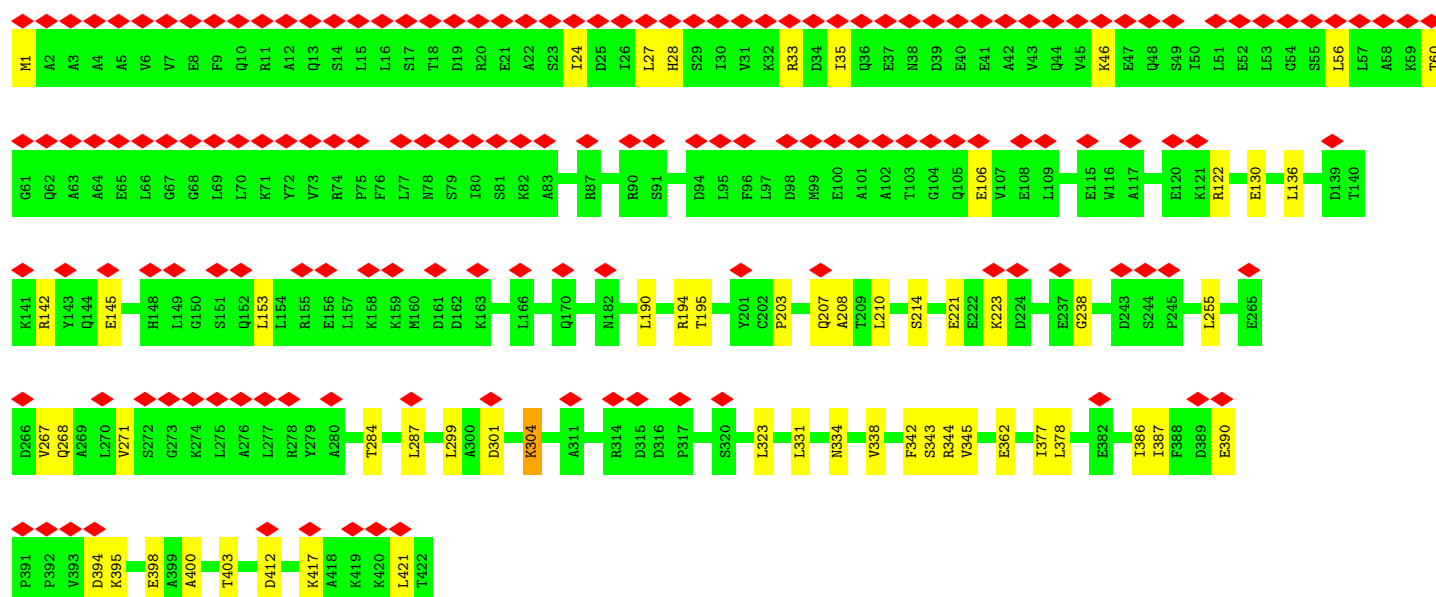 M1 A2 A3 A4 A5 V6 V7 E8 F9 Q10 R11 A12 Q13 S14 L15 L16 S17 T18 D19 R20 E21 A22 S23 I24 D25 I26 L27 H28 S29 I30 V31 K32 R33 D34 I35 Q36 E37 N38 D39 E40 E41 A42 V43 Q44 V45 K46 E47 Q48 S49 I50 L51 E52 L53 G54 S55 L56 L57 A58 K59 T60
G61 Q62 A63 A64 E65 L66 G67 G68 L69 L70 K71 Y72 V73 R74 P75 F76 L77 N78 S79 I80 S81 K82 A83 R87 R90 S91 D94 L95 F96 L97 D98 M99 E100 A101 A102 T103 G104 Q105 E106 V107 E108 L109 E115 W116 A117 E120 K121 R122 E130 L136 D139 T140
K141 R142 Y143 Q144 E145 H148 L149 G150 S151 Q152 L153 L154 R155 E156 L157 K158 K159 M160 D161 D162 K163 L166 Q170 N182 L190 R194 T195 Y201 C202 P203 Q207 A208 T209 L210 S214 E221 E222 K223 D224 E237 G238 D243 S244 P245 L255 E265
D266 V267 Q268 A269 L270 V271 S272 G273 K274 L275 A276 L277 R278 Y279 A280 T284 L287 L299 A300 D301 K304 A311 R314 D315 D316 P317 S320 L323 L331 N334 V338 F342 S343 R344 V345 E362 I377 L378 E382 I386 I387 F388 D389 E390
P391 P392 V393 D394 K395 E398 A399 A400 T403 D412 K417 A418 K419 K420 L421 T422